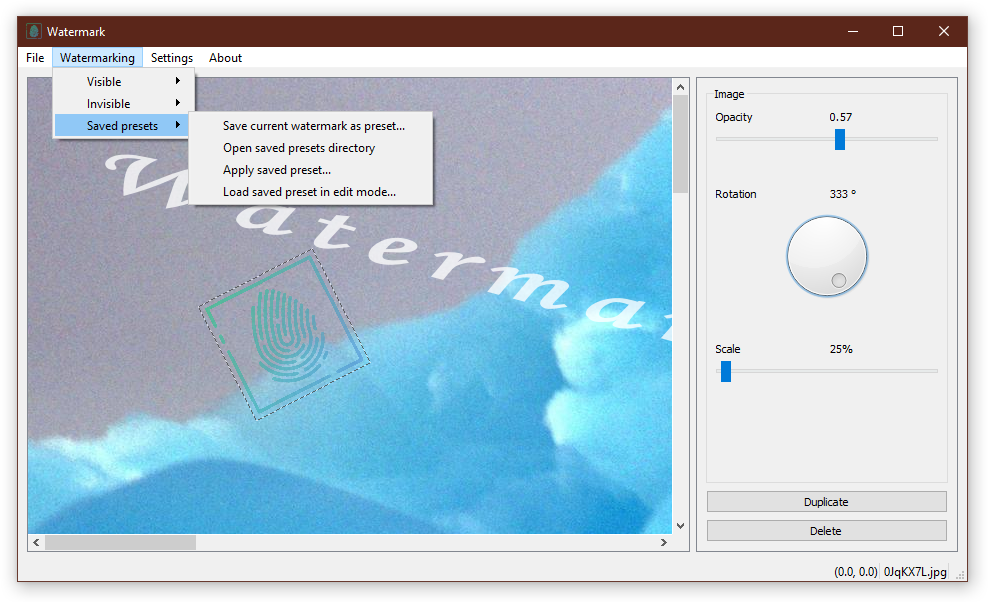 Watermark
File Watermarking Settings About
Visible
Invisible
Saved presets
Save current watermark as preset...
Open saved presets directory
Apply saved preset...
Load saved preset in edit mode...
Waterma
Image
Opacity 0.57
Rotation 333 °
Scale 25%
Duplicate
Delete
(0.0, 0.0) 0JqKX7L.jpg